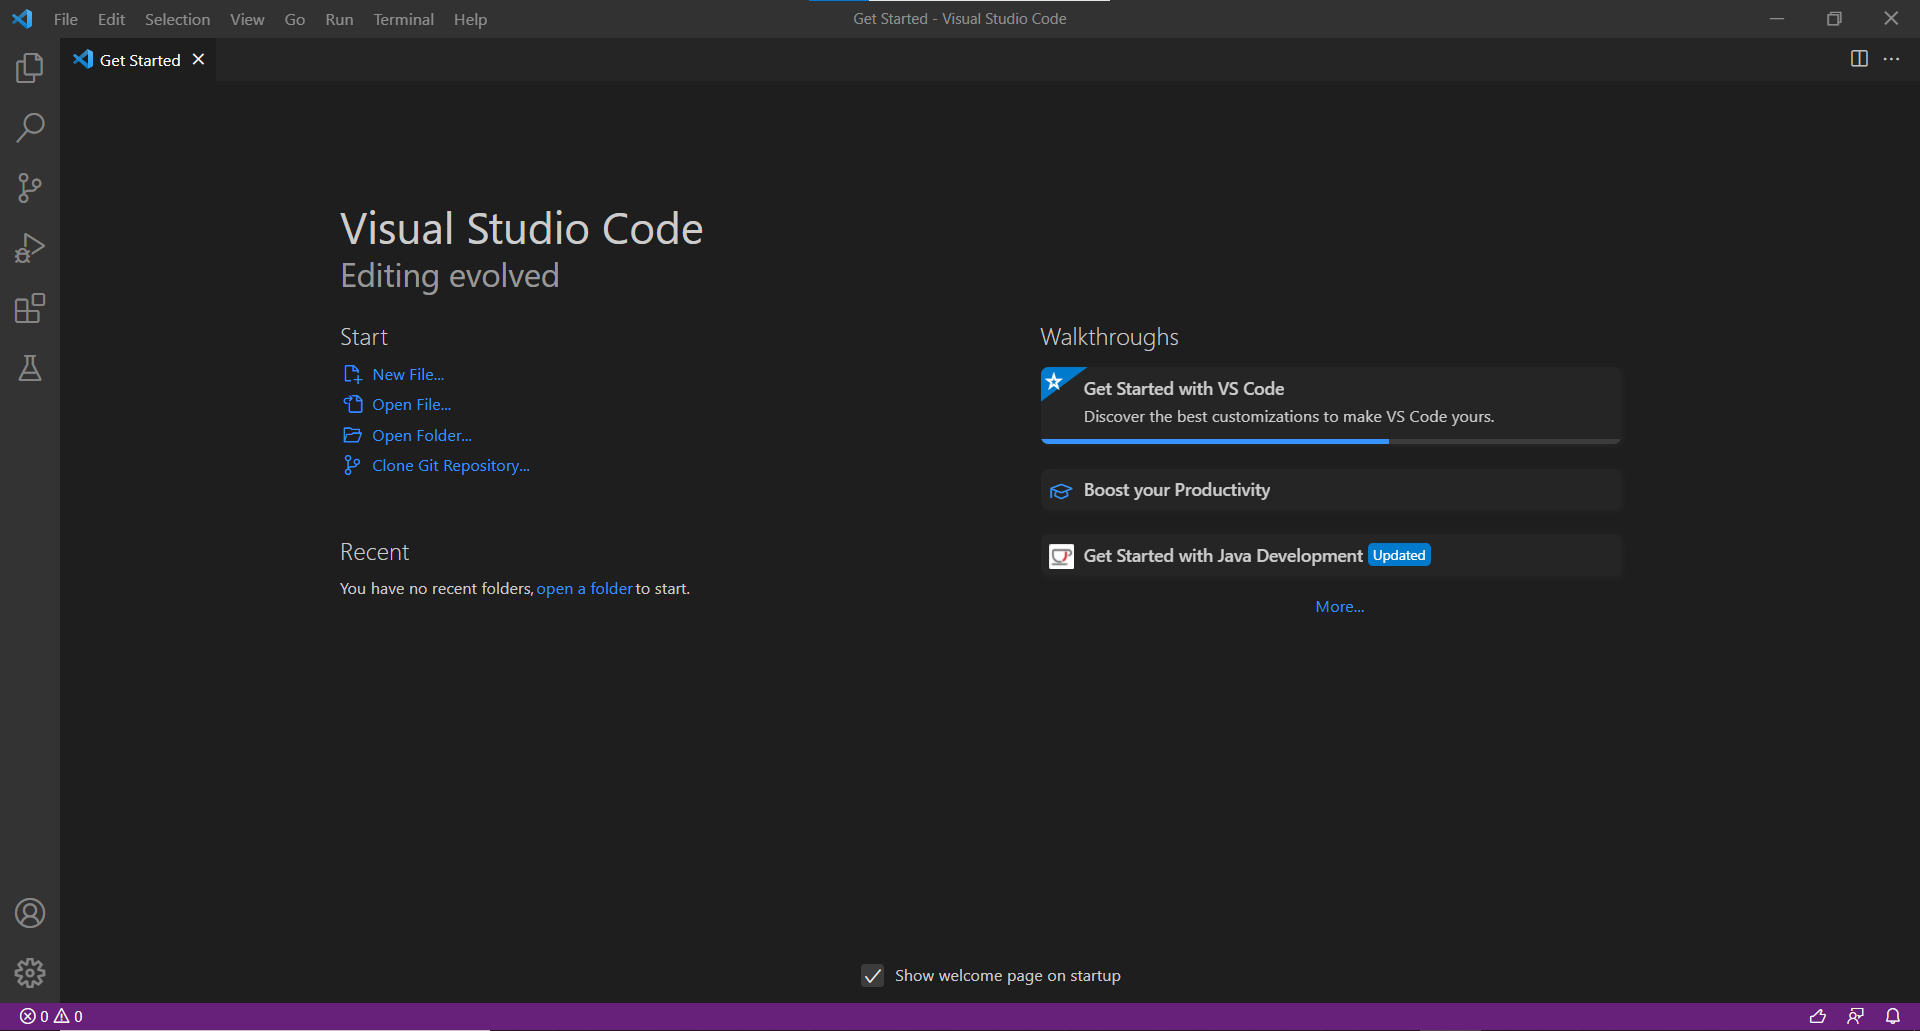 File Edit Selection View Go Run Terminal Help
Get Started - Visual Studio Code
Get Started
Visual Studio Code
Editing evolved
Start
New File...
Open File...
Open Folder...
Clone Git Repository...
Recent
You have no recent folders, open a folder to start.
Walkthroughs
Get Started with VS Code
Discover the best customizations to make VS Code yours.
Boost your Productivity
Get Started with Java Development Updated
More...
Show welcome page on startup
0 0